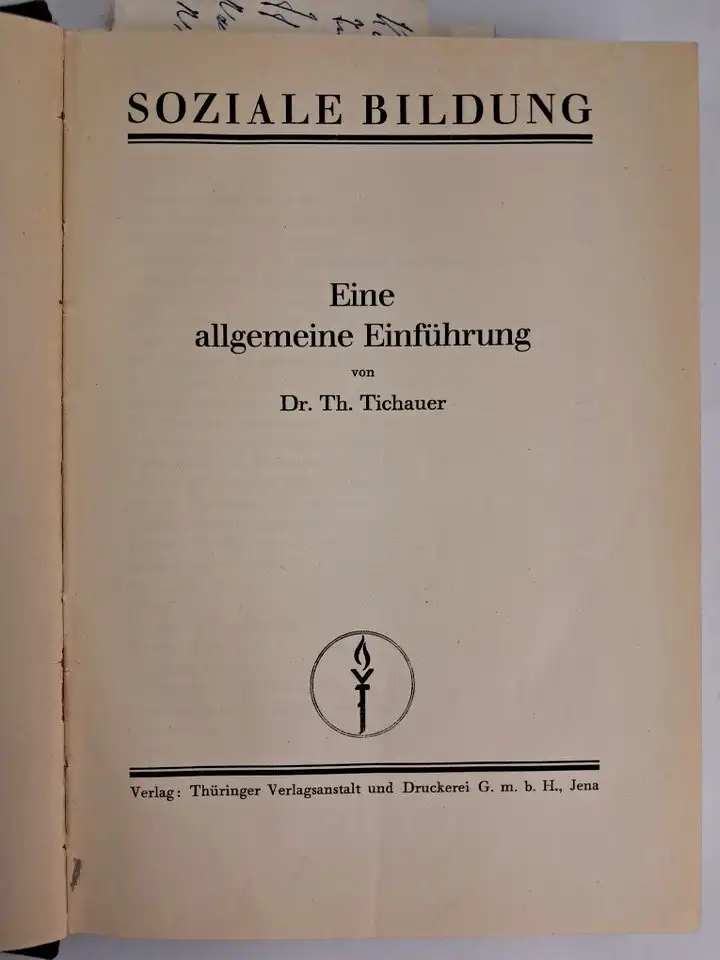 SOZIALE BILDUNG
Eine
allgemeine Einführung
von
Dr. Th. Tichauer
Verlag: Thüringer Verlagsanstalt und Druckerei G. m. b. H., Jena